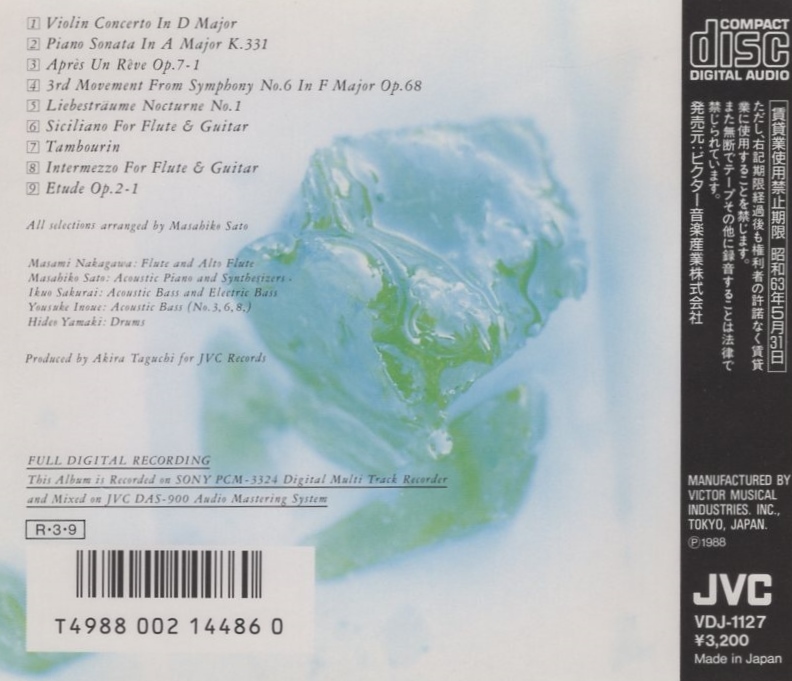 1 Violin Concerto In D Major
2 Piano Sonata In A Major K.331
3 Après Un Rêve Op.7-1
4 3rd Movement From Symphony No.6 In F Major Op.68
5 Liebesträume Nocturne No.1
6 Siciliano For Flute & Guitar
7 Tambourin
8 Intermezzo For Flute & Guitar
9 Etude Op.2-1
All selections arranged by Masahiko Sato
Masami Nakagawa: Flute and Alto Flute
Masahiko Sato: Acoustic Piano and Synthesizers
Ikuo Sakurai: Acoustic Bass and Electric Bass
Yousuke Inoue: Acoustic Bass (No.3,6,8,)
Hideo Yamaki: Drums
Produced by Akira Taguchi for JVC Records
FULL DIGITAL RECORDING
This Album is Recorded on SONY PCM-3324 Digital Multi Track Recorder
and Mixed on JVC DAS-900 Audio Mastering System
R・3・9
T4988 002 14486 0
COMPACT
disc
DIGITAL AUDIO
賃貸業使用禁止期限 昭和63年5月31日
ただし、右記期限経過後も権利者の許諾なく賃貸
業に使用することを禁じます。
また無断でテープその他に録音することは法律で
禁じられています。
発売元:ビクター音楽産業株式会社
MANUFACTURED BY
VICTOR MUSICAL
INDUSTRIES. INC.,
TOKYO, JAPAN.
Ⓟ1988
JVC
VDJ-1127
¥3,200
Made in Japan